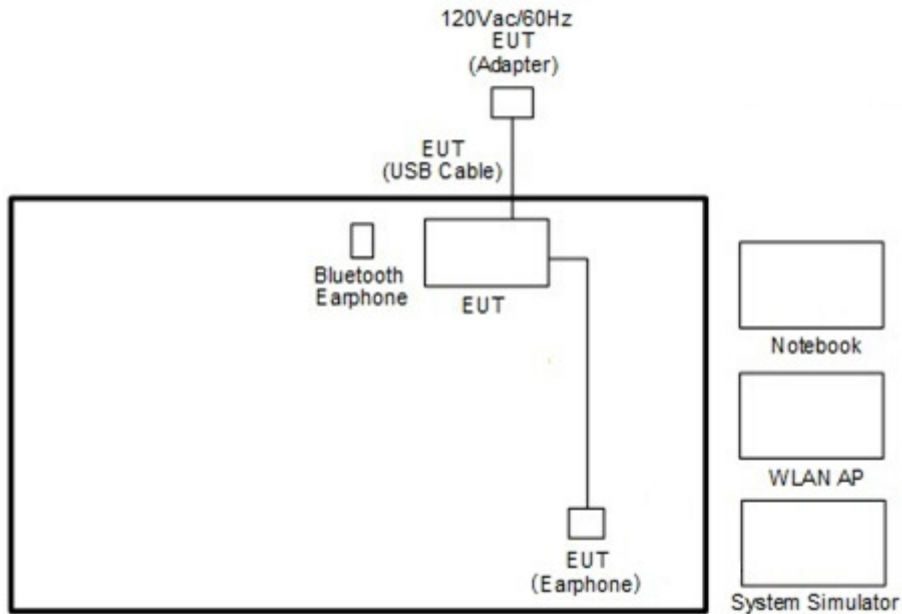 120Vac/60Hz
EUT
(Adapter)
EUT
(USB Cable)
Bluetooth
Earphone
EUT
Notebook
WLAN AP
EUT
(Earphone)
System Simulator